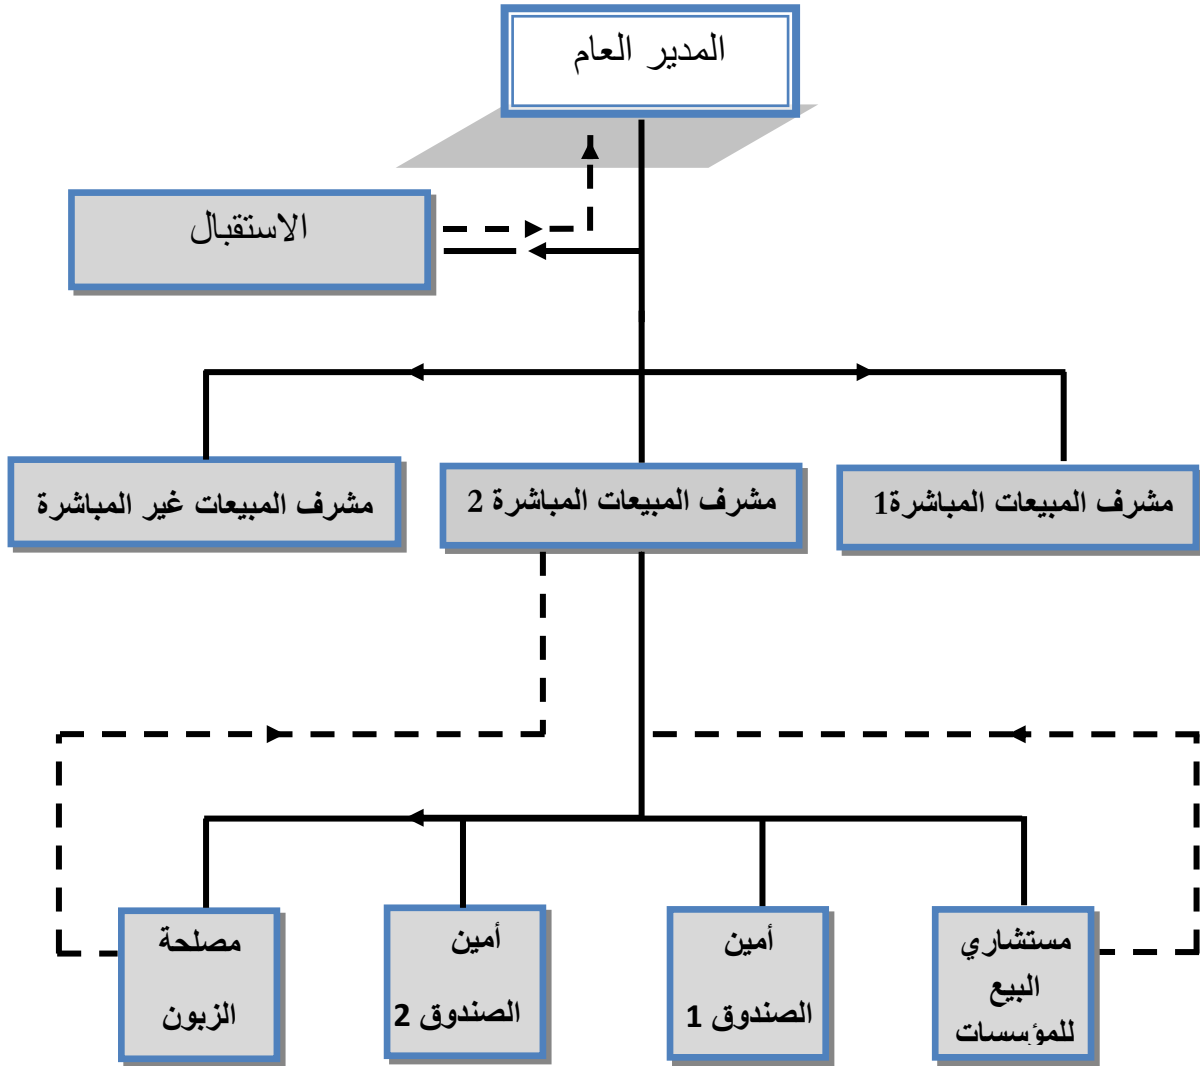 المدير العام
الاستقبال
مشرف المبيعات المباشرة1
مشرف المبيعات المباشرة 2
مشرف المبيعات غير المباشرة
مستشاري
البيع
للمؤسسات
أمين
الصندوق 1
أمين
الصندوق 2
مصلحة
الزبون